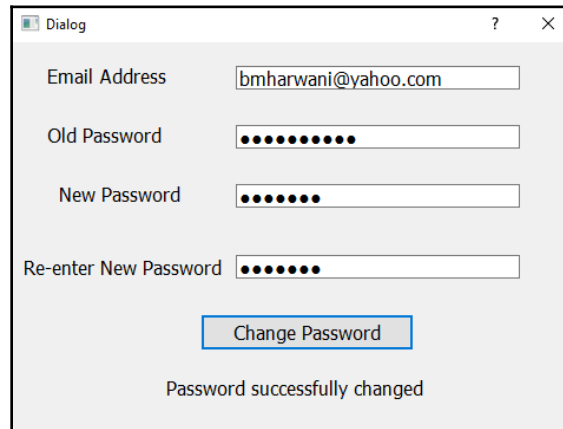 Dialog ? ×
Email Address bmharwani@yahoo.com
Old Password ●●●●●●●●●●
New Password ●●●●●●●
Re-enter New Password ●●●●●●●
Change Password
Password successfully changed